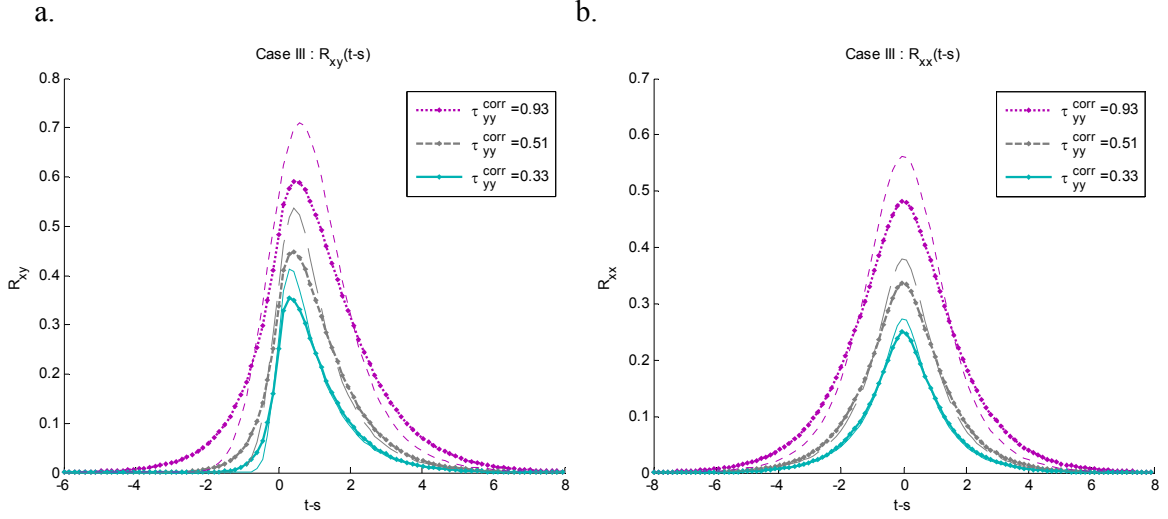 a.
Case III : R_xy(t-s)
0.8
0.7
0.6
0.5
0.4
0.3
0.2
0.1
0
R_xy
-6 -4 -2 0 2 4 6 8
t-s
τ_yy^corr=0.93
τ_yy^corr=0.51
τ_yy^corr=0.33
b.
Case III : R_xx(t-s)
0.7
0.6
0.5
0.4
0.3
0.2
0.1
0
R_xx
-8 -6 -4 -2 0 2 4 6 8
t-s
τ_yy^corr=0.93
τ_yy^corr=0.51
τ_yy^corr=0.33